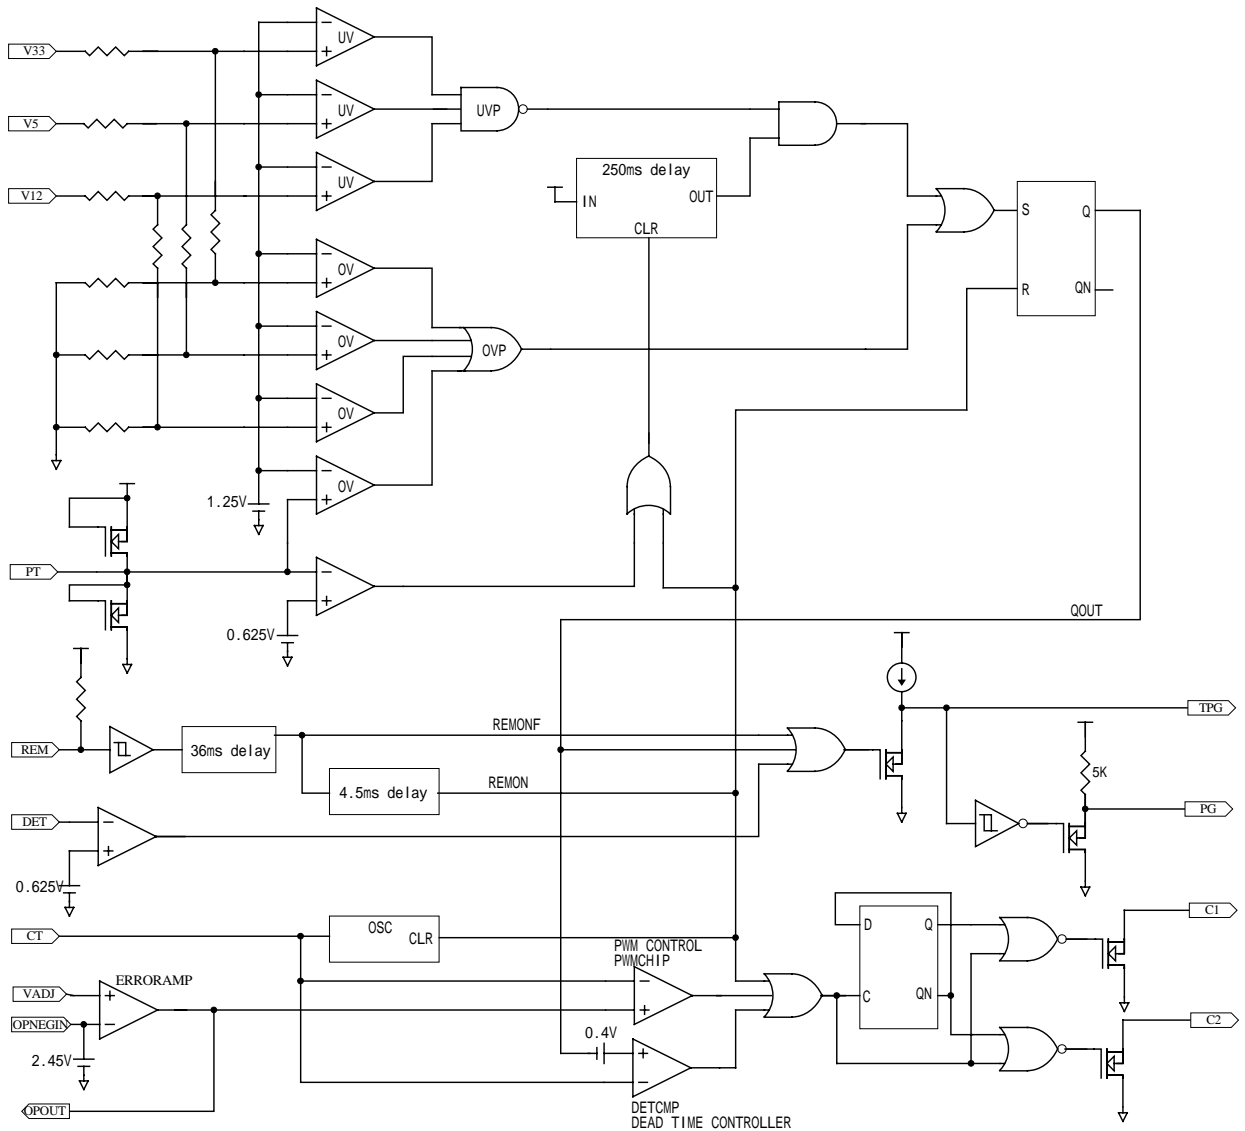 UV
V33
UV
UVP
V5
250ms delay
UV
V12
IN
OUT
S
Q
CLR
OV
R
QN
OV
OVP
OV
OV
1.25V
PT
QOUT
0.625V
TPG
REMONF
REM
36ms delay
5K
4.5ms delay
REMON
PG
DET
0.625V
C1
OSC
D
Q
CT
CLR
PWM CONTROL
PWMCHIP
ERRORAMP
VADJ
C
QN
OPNEGIN
C2
0.4V
2.45V
OPOUT
DETCMP
DEAD TIME CONTROLLER